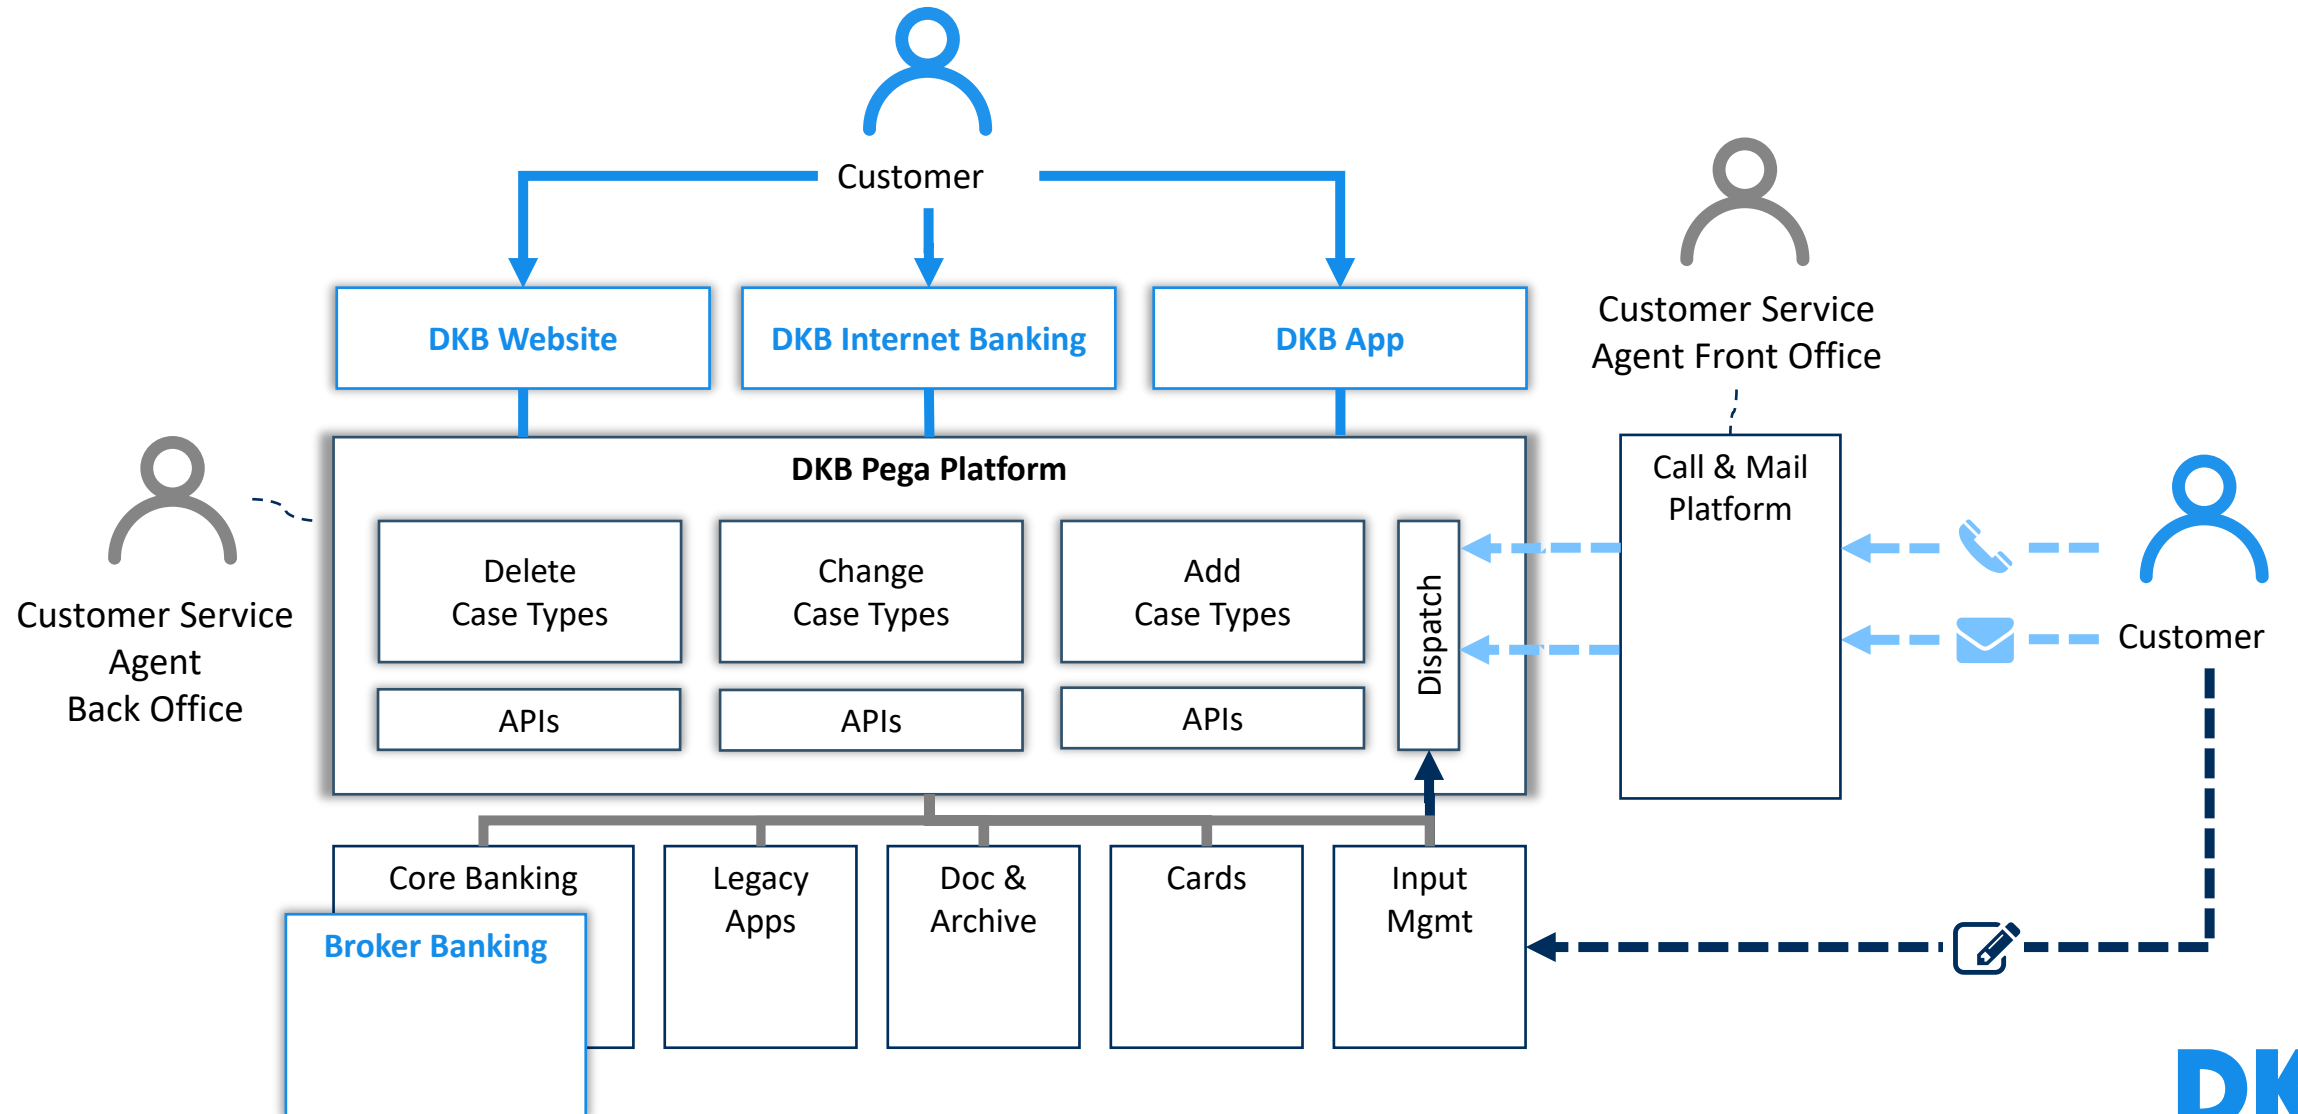 Customer
Customer Service
Agent Front Office
DKB Website
DKB Internet Banking
DKB App
DKB Pega Platform
Call & Mail
Platform
Delete
Case Types
Change
Case Types
Add
Case Types
Dispatch
APIs
APIs
APIs
Customer Service
Agent
Back Office
Customer
Core Banking
Legacy
Apps
Doc &
Archive
Cards
Input
Mgmt
Broker Banking
DK